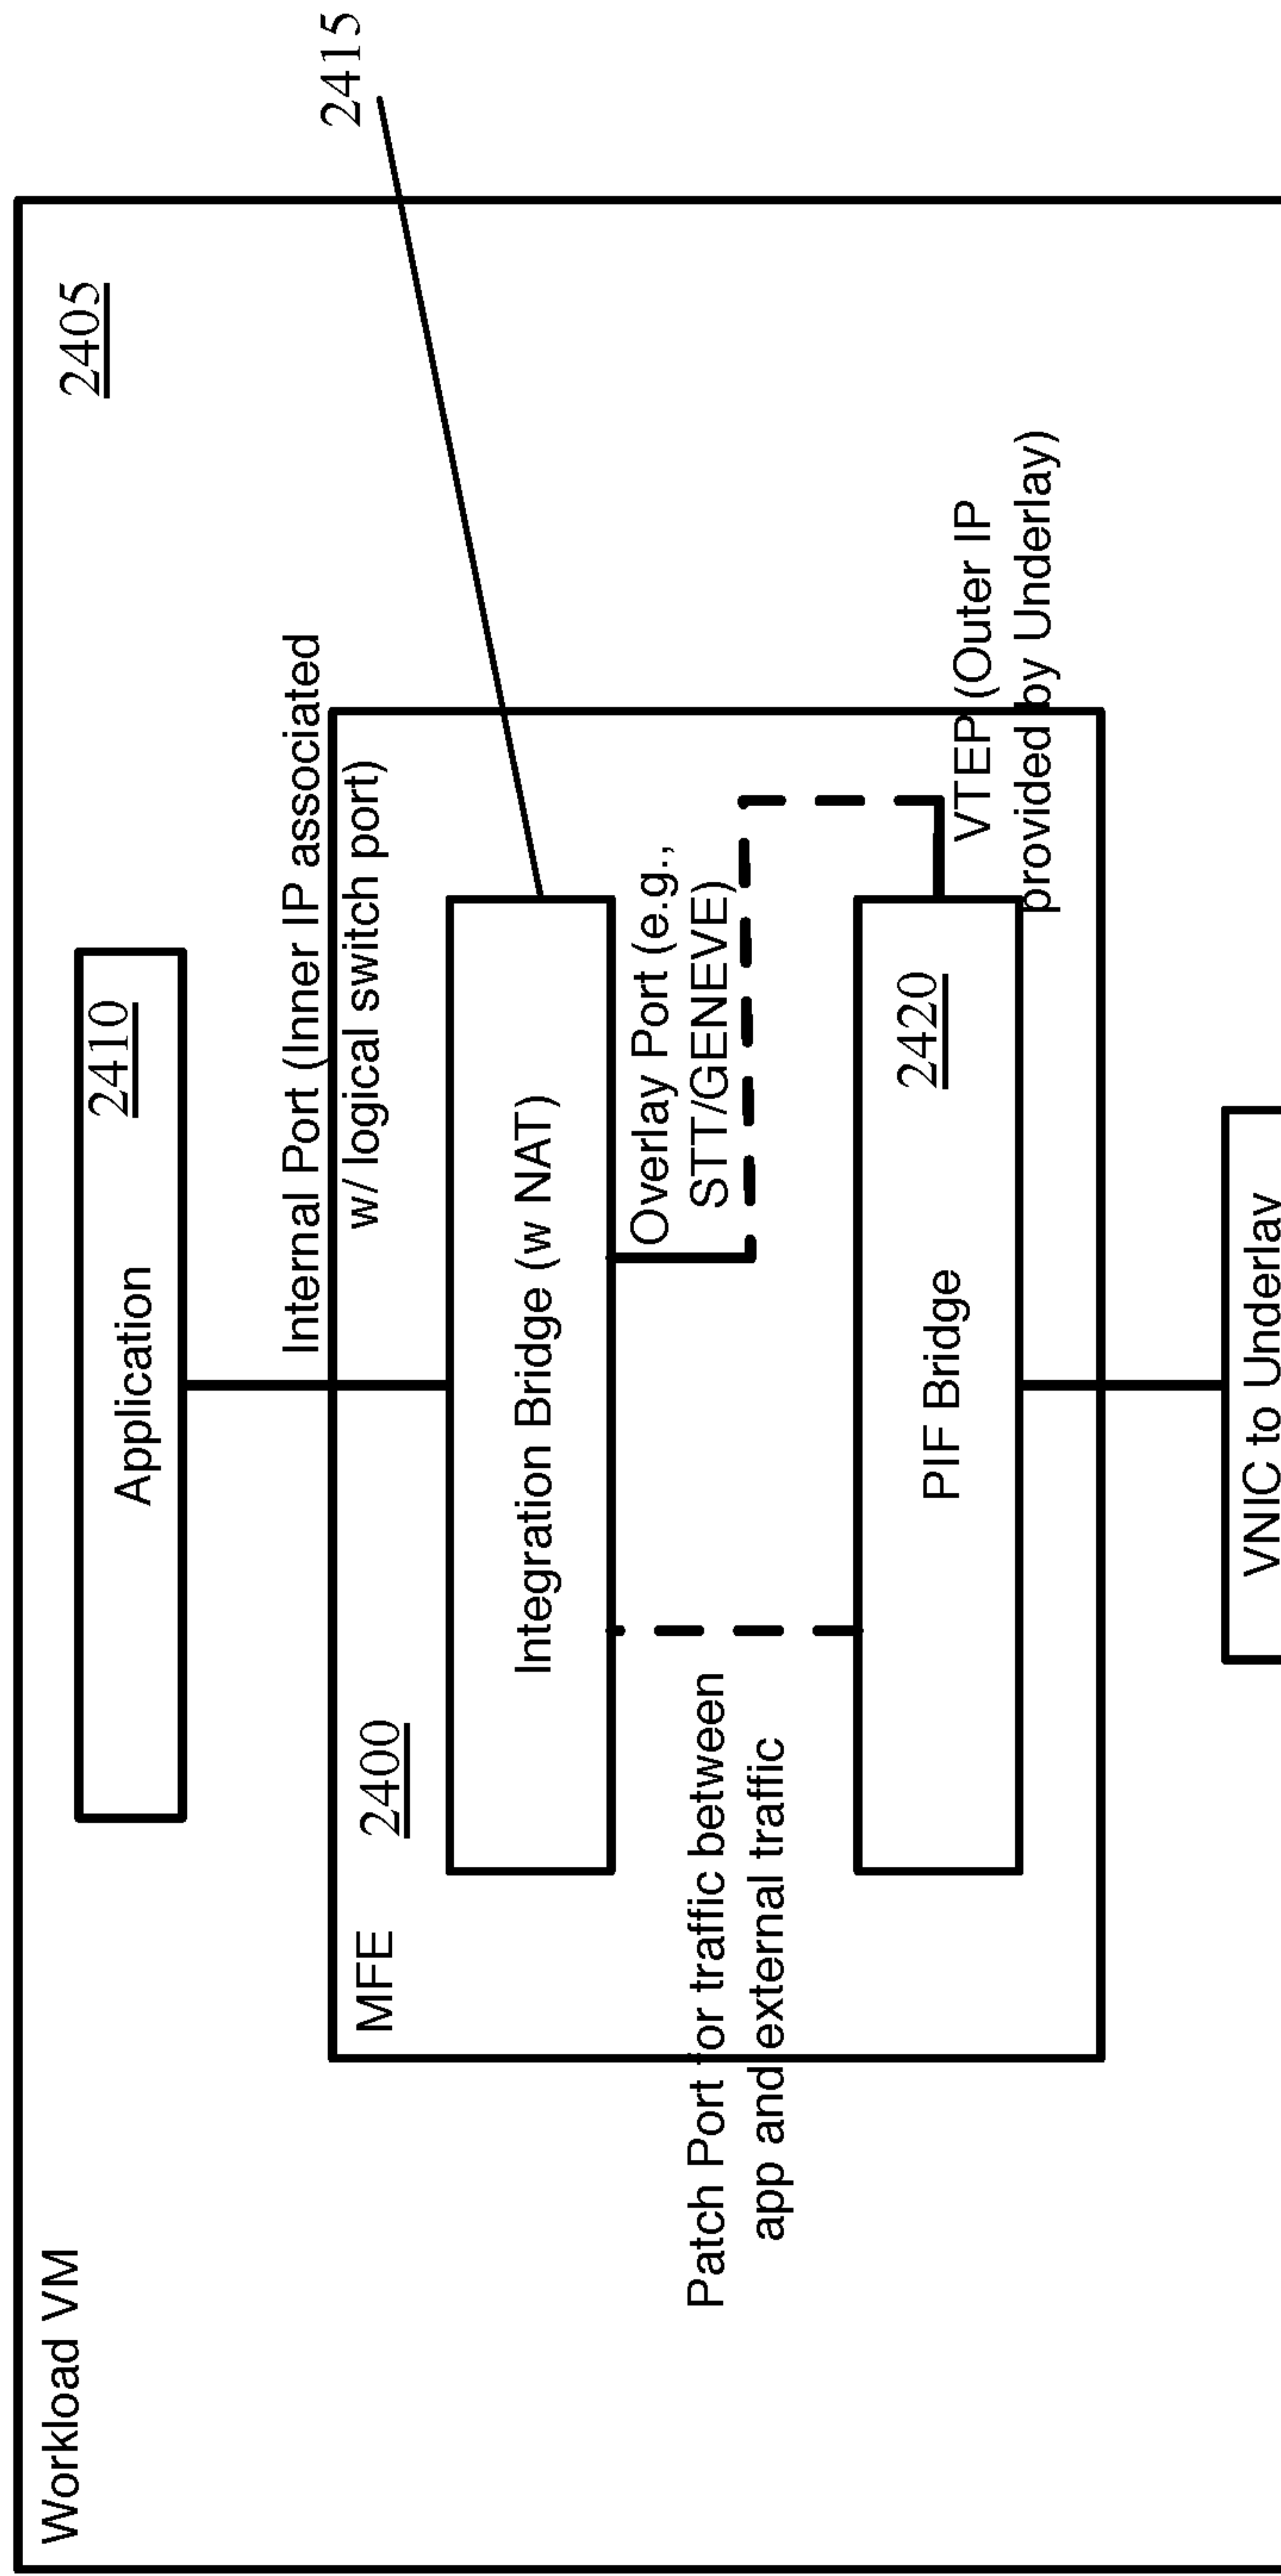 Workload VM
2405
Application
2410
Internal Port (Inner IP associated
w/ logical switch port)
2415
MFE
2400
Integration Bridge (w NAT)
Overlay Port (e.g.,
STT/GENEVE)
Patch Port for traffic between
app and external traffic
PIF Bridge
2420
VTEP (Outer IP
provided by Underlay)
VNIC to Underlay